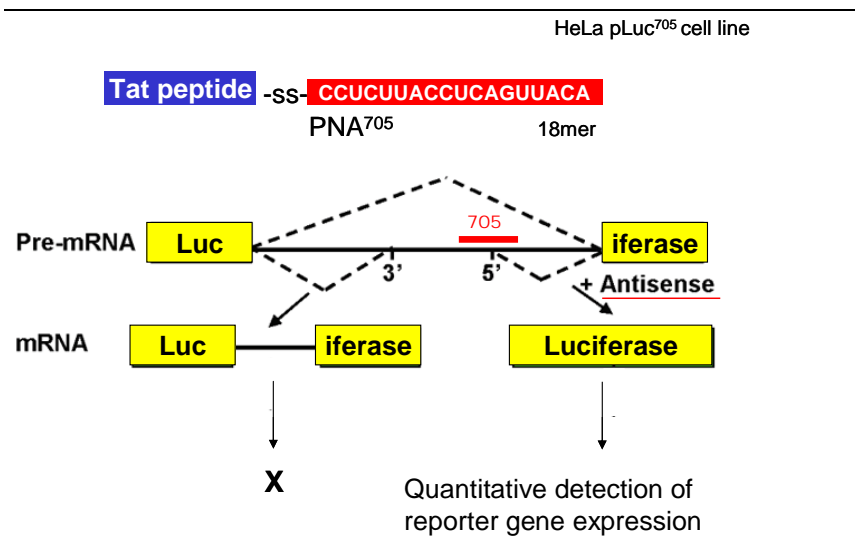 HeLa pLuc⁷⁰⁵ cell line
Tat peptide -ss- CCUCUUACCUCAGUUACA
PNA⁷⁰⁵ 18mer
705
Pre-mRNA Luc iferase
3' 5'
+ Antisense
mRNA Luc iferase Luciferase
X
Quantitative detection of
reporter gene expression